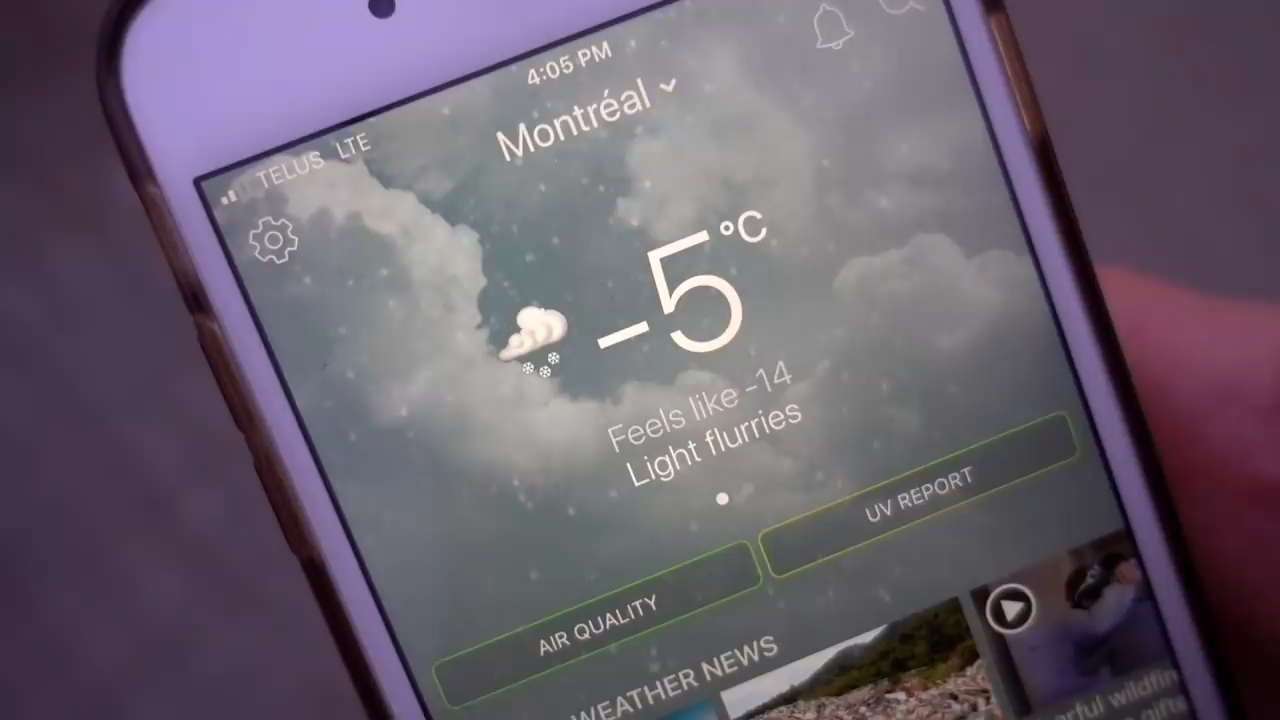 4:05 PM
TELUS LTE
Montréal
-5°C
Feels like -14
Light flurries
UV REPORT
AIR QUALITY
WEATHER NEWS